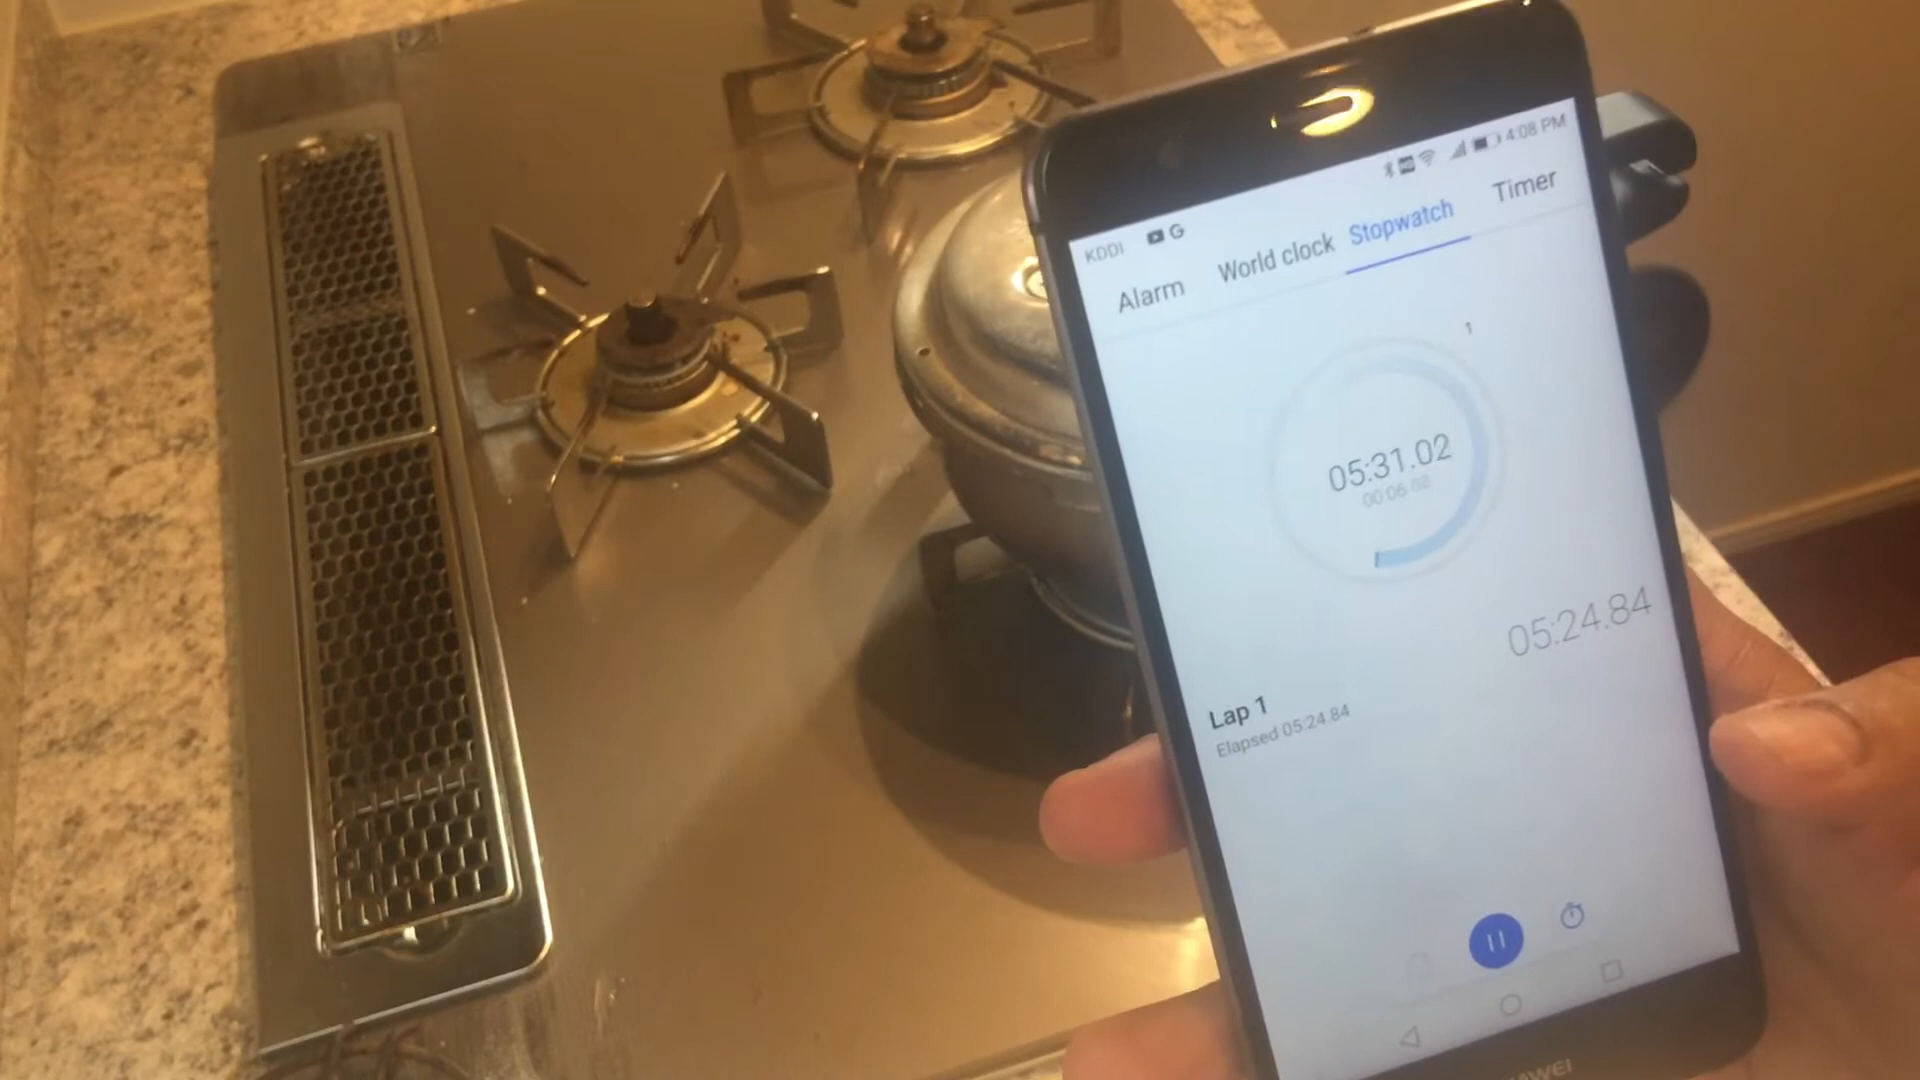 KDDI
4:08 PM
Alarm World clock Stopwatch Timer
1
05:31.02
05:24.84
Lap 1
Elapsed 05:24.84